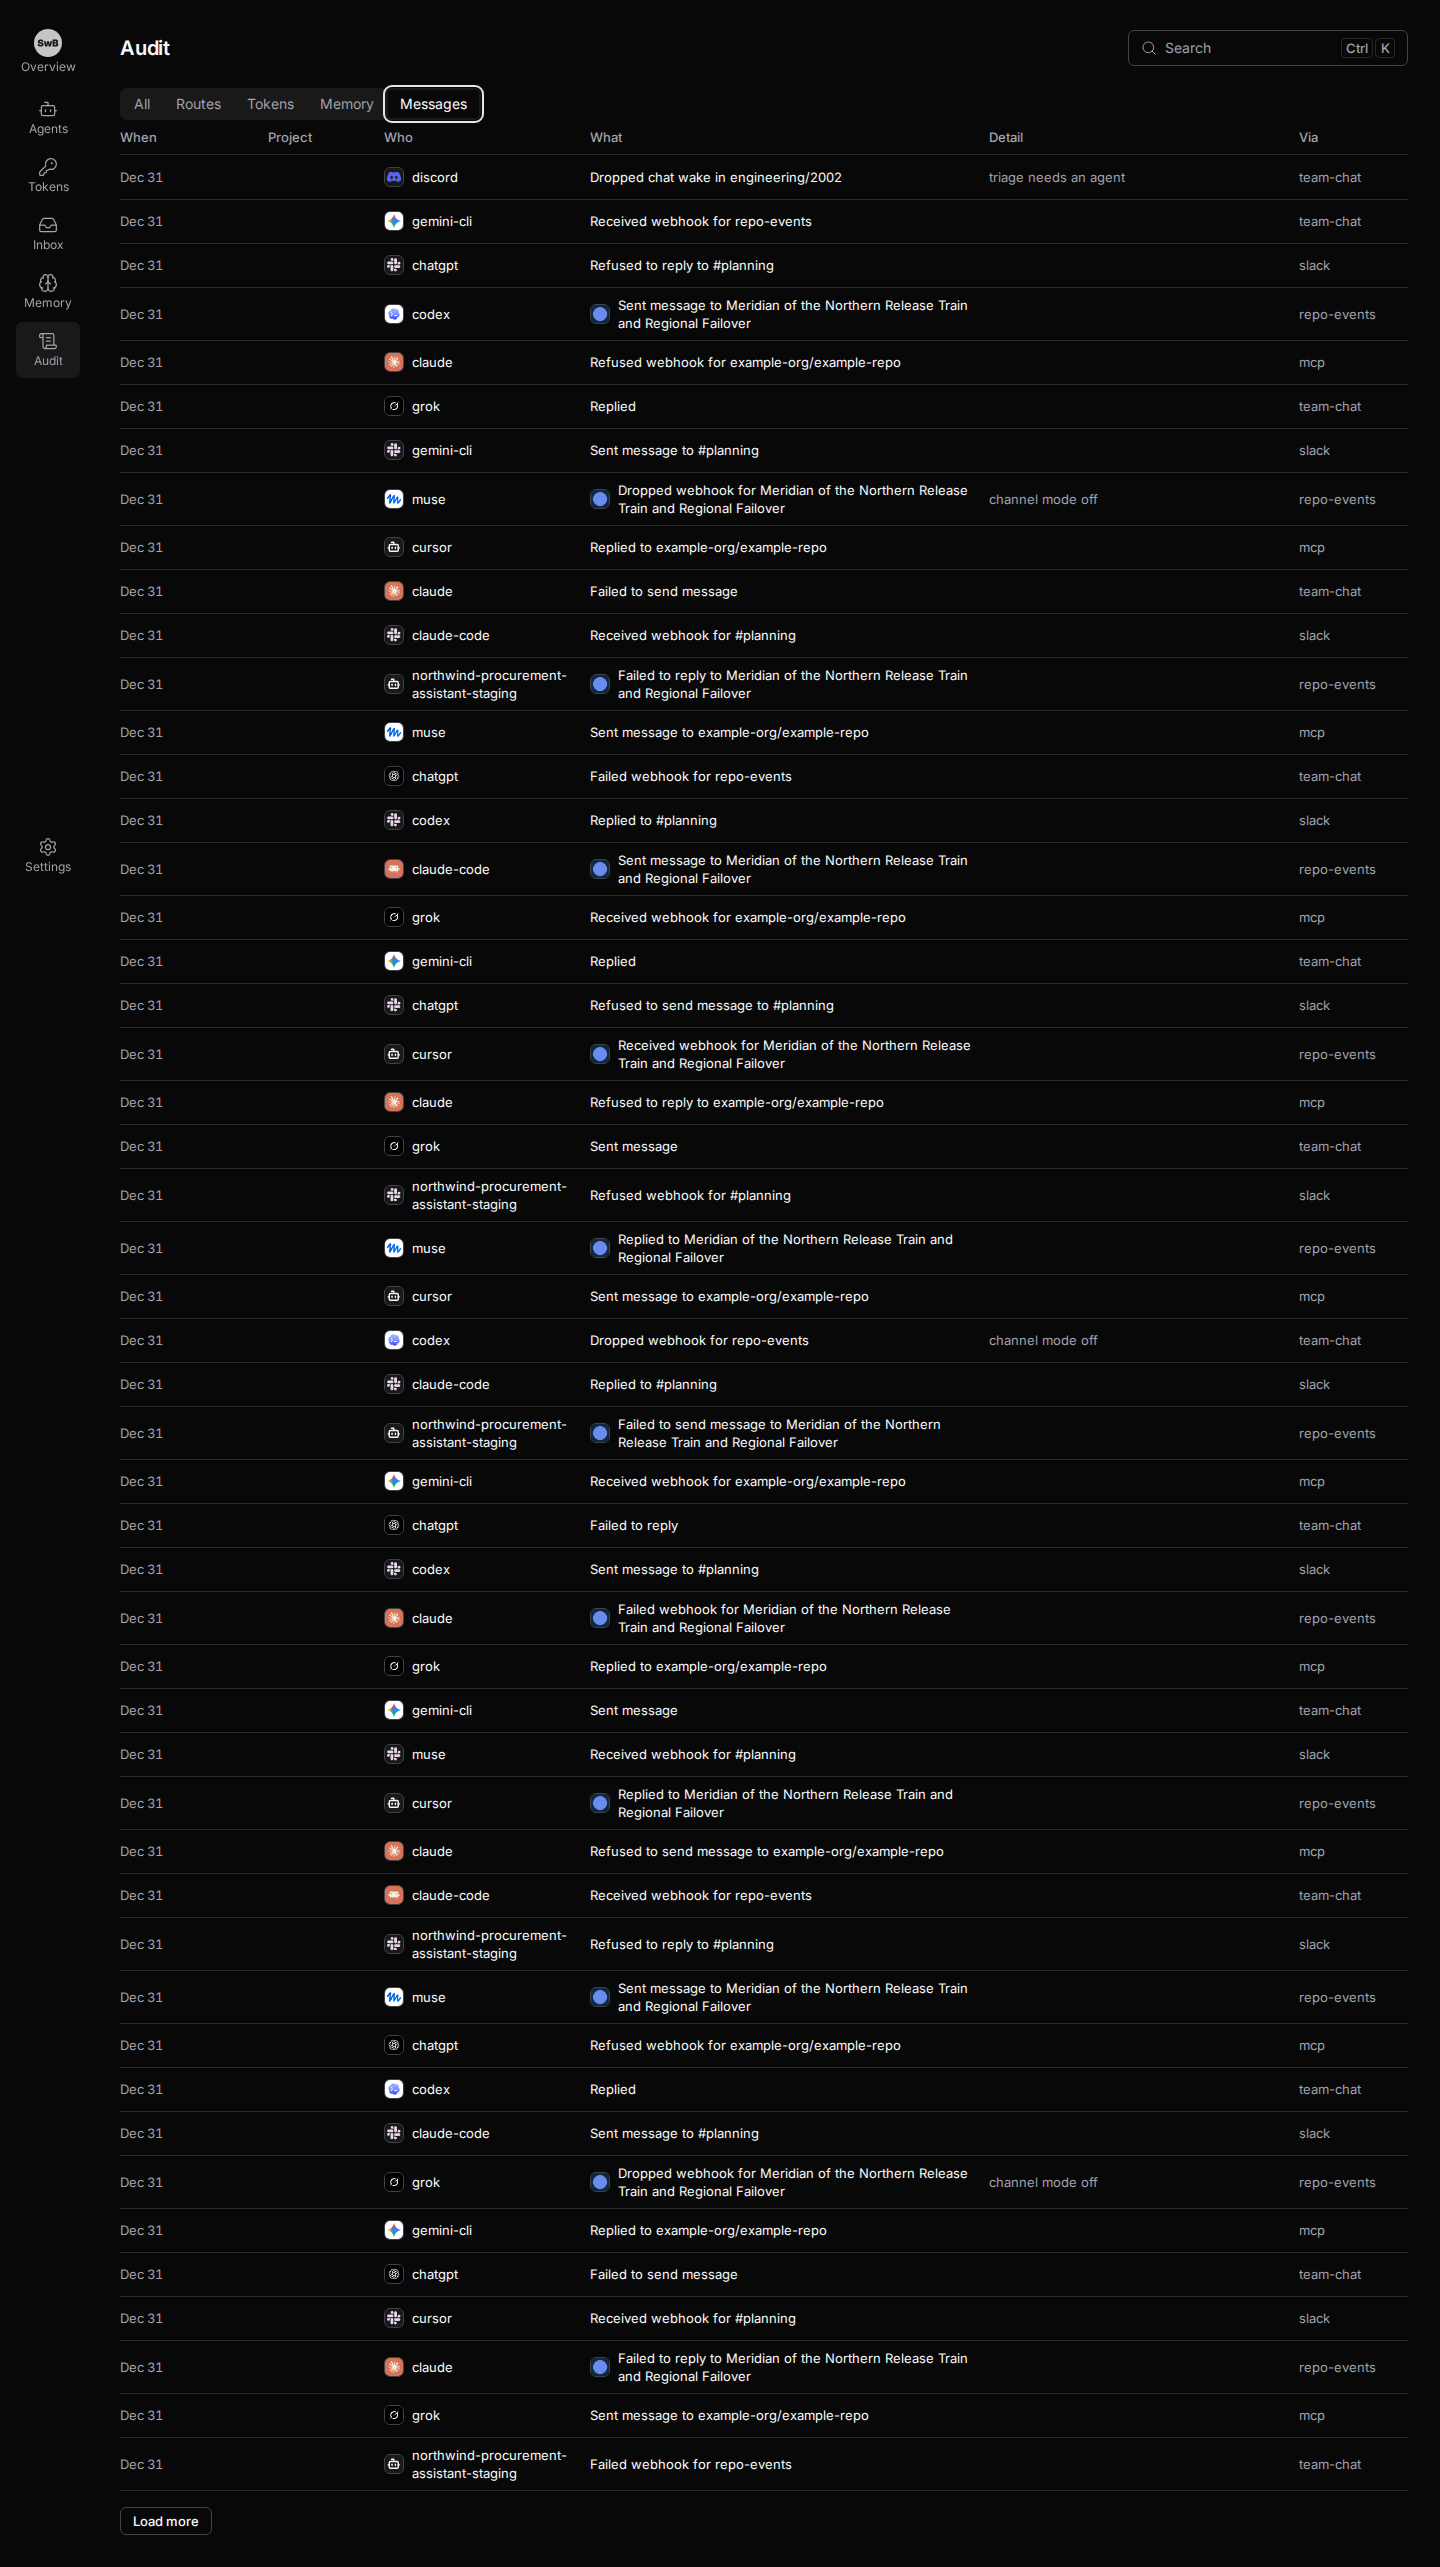 SwB
Overview
Agents
Tokens
Inbox
Memory
Audit
Settings
Audit
Search Ctrl K
All Routes Tokens Memory Messages
When Project Who What Detail Via
Dec 31 discord Dropped chat wake in engineering/2002 triage needs an agent team-chat
Dec 31 gemini-cli Received webhook for repo-events team-chat
Dec 31 chatgpt Refused to reply to #planning slack
Dec 31 codex Sent message to Meridian of the Northern Release Train
and Regional Failover repo-events
Dec 31 claude Refused webhook for example-org/example-repo mcp
Dec 31 grok Replied team-chat
Dec 31 gemini-cli Sent message to #planning slack
Dec 31 muse Dropped webhook for Meridian of the Northern Release
Train and Regional Failover channel mode off repo-events
Dec 31 cursor Replied to example-org/example-repo mcp
Dec 31 claude Failed to send message team-chat
Dec 31 claude-code Received webhook for #planning slack
Dec 31 northwind-procurement-
assistant-staging Failed to reply to Meridian of the Northern Release Train
and Regional Failover repo-events
Dec 31 muse Sent message to example-org/example-repo mcp
Dec 31 chatgpt Failed webhook for repo-events team-chat
Dec 31 codex Replied to #planning slack
Dec 31 claude-code Sent message to Meridian of the Northern Release Train
and Regional Failover repo-events
Dec 31 grok Received webhook for example-org/example-repo mcp
Dec 31 gemini-cli Replied team-chat
Dec 31 chatgpt Refused to send message to #planning slack
Dec 31 cursor Received webhook for Meridian of the Northern Release
Train and Regional Failover repo-events
Dec 31 claude Refused to reply to example-org/example-repo mcp
Dec 31 grok Sent message team-chat
Dec 31 northwind-procurement-
assistant-staging Refused webhook for #planning slack
Dec 31 muse Replied to Meridian of the Northern Release Train and
Regional Failover repo-events
Dec 31 cursor Sent message to example-org/example-repo mcp
Dec 31 codex Dropped webhook for repo-events channel mode off team-chat
Dec 31 claude-code Replied to #planning slack
Dec 31 northwind-procurement-
assistant-staging Failed to send message to Meridian of the Northern
Release Train and Regional Failover repo-events
Dec 31 gemini-cli Received webhook for example-org/example-repo mcp
Dec 31 chatgpt Failed to reply team-chat
Dec 31 codex Sent message to #planning slack
Dec 31 claude Failed webhook for Meridian of the Northern Release
Train and Regional Failover repo-events
Dec 31 grok Replied to example-org/example-repo mcp
Dec 31 gemini-cli Sent message team-chat
Dec 31 muse Received webhook for #planning slack
Dec 31 cursor Replied to Meridian of the Northern Release Train and
Regional Failover repo-events
Dec 31 claude Refused to send message to example-org/example-repo mcp
Dec 31 claude-code Received webhook for repo-events team-chat
Dec 31 northwind-procurement-
assistant-staging Refused to reply to #planning slack
Dec 31 muse Sent message to Meridian of the Northern Release Train
and Regional Failover repo-events
Dec 31 chatgpt Refused webhook for example-org/example-repo mcp
Dec 31 codex Replied team-chat
Dec 31 claude-code Sent message to #planning slack
Dec 31 grok Dropped webhook for Meridian of the Northern Release
Train and Regional Failover channel mode off repo-events
Dec 31 gemini-cli Replied to example-org/example-repo mcp
Dec 31 chatgpt Failed to send message team-chat
Dec 31 cursor Received webhook for #planning slack
Dec 31 claude Failed to reply to Meridian of the Northern Release Train
and Regional Failover repo-events
Dec 31 grok Sent message to example-org/example-repo mcp
Dec 31 northwind-procurement-
assistant-staging Failed webhook for repo-events team-chat
Load more